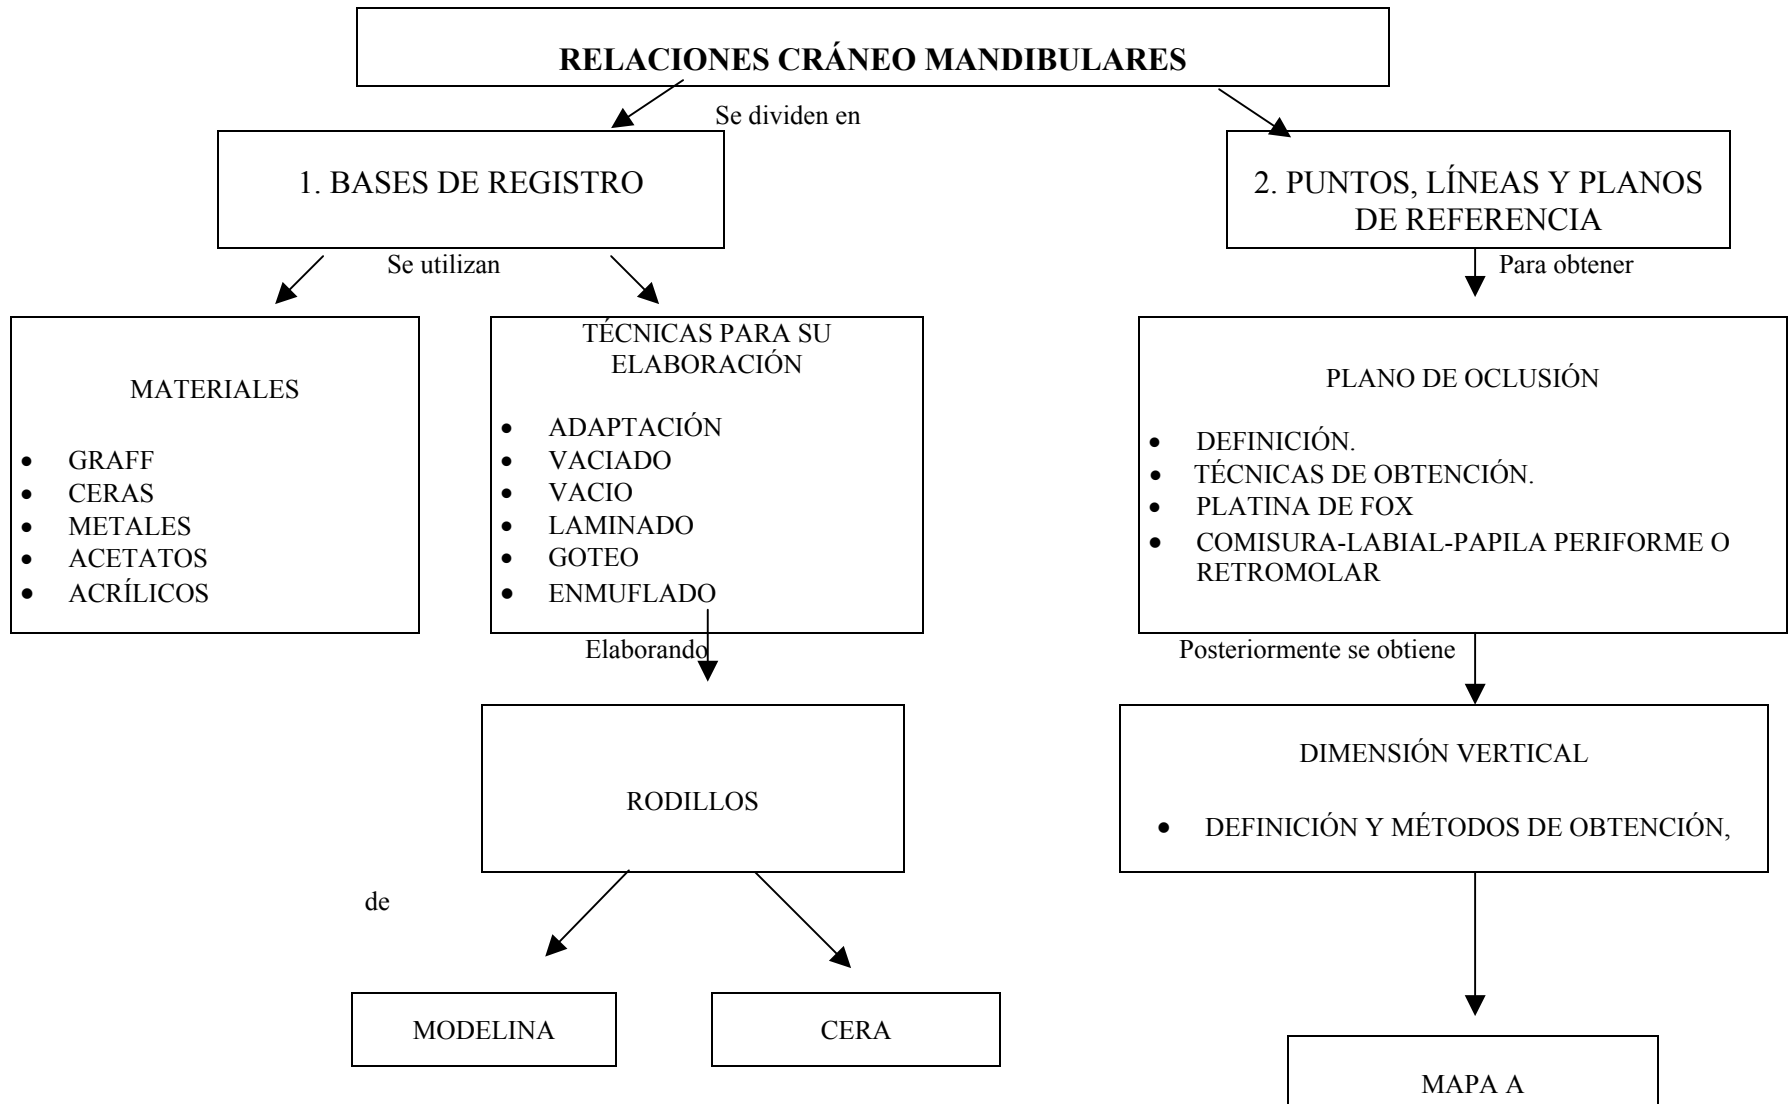 RELACIONES CRÁNEO MANDIBULARES
Se dividen en
1. BASES DE REGISTRO
2. PUNTOS, LÍNEAS Y PLANOS
DE REFERENCIA
Se utilizan
Para obtener
MATERIALES
• GRAFF
• CERAS
• METALES
• ACETATOS
• ACRÍLICOS
TÉCNICAS PARA SU
ELABORACIÓN
• ADAPTACIÓN
• VACIADO
• VACIO
• LAMINADO
• GOTEO
• ENMUFLADO
PLANO DE OCLUSIÓN
• DEFINICIÓN.
• TÉCNICAS DE OBTENCIÓN.
• PLATINA DE FOX
• COMISURA-LABIAL-PAPILA PERIFORME O
RETROMOLAR
Elaborando
Posteriormente se obtiene
RODILLOS
DIMENSIÓN VERTICAL
• DEFINICIÓN Y MÉTODOS DE OBTENCIÓN,
de
MODELINA
CERA
MAPA A